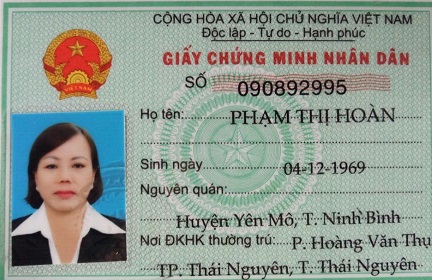 CỘNG HÒA XÃ HỘI CHỦ NGHĨA VIỆT NAM
Độc lập - Tự do - Hạnh phúc
GIẤY CHỨNG MINH NHÂN DÂN
SỐ 090892995
Họ tên: PHẠM THỊ HOÀN
Sinh ngày 04-12-1969
Nguyên quán:
Huyện Yên Mô, T. Ninh Bình
Nơi ĐKHK thường trú: P. Hoàng Văn Thụ
TP. Thái Nguyên, T. Thái Nguyên
VIỆT NAM